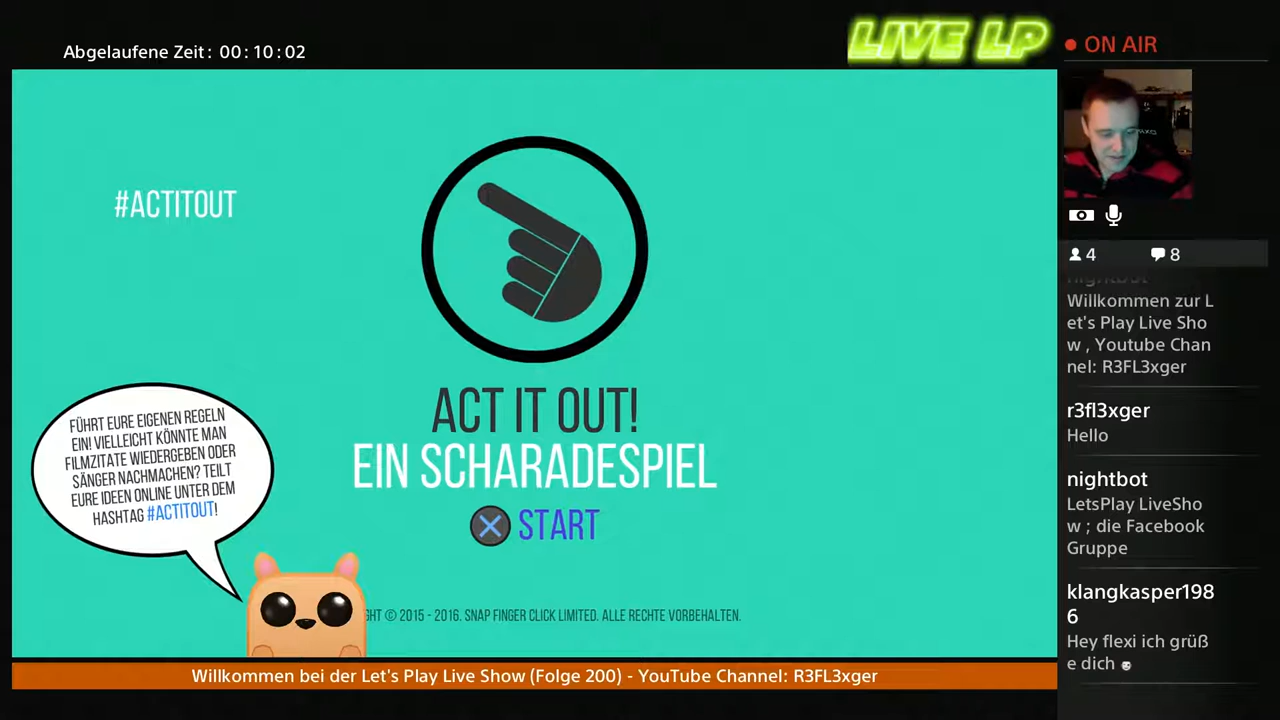 Abgelaufene Zeit: 00:10:02
LIVE LP
ON AIR
#ACTITOUT
ACT IT OUT!
EIN SCHARADESPIEL
START
FÜHRT EURE EIGENEN REGELN
EIN! VIELLEICHT KÖNNTE MAN
FILMZITATE WIEDERGEBEN ODER
SÄNGER NACHMACHEN? TEILT
EURE IDEEN ONLINE UNTER DEM
HASHTAG #ACTITOUT!
© 2015 - 2016. SNAP FINGER CLICK LIMITED. ALLE RECHTE VORBEHALTEN.
Willkommen bei der Let's Play Live Show (Folge 200) - YouTube Channel: R3FL3xger
4
8
nightbot
Willkommen zur L
et's Play Live Sho
w , Youtube Chan
nel: R3FL3xger
r3fl3xger
Hello
nightbot
LetsPlay LiveSho
w ; die Facebook
Gruppe
klangkasper198
6
Hey flexi ich grüß
e dich